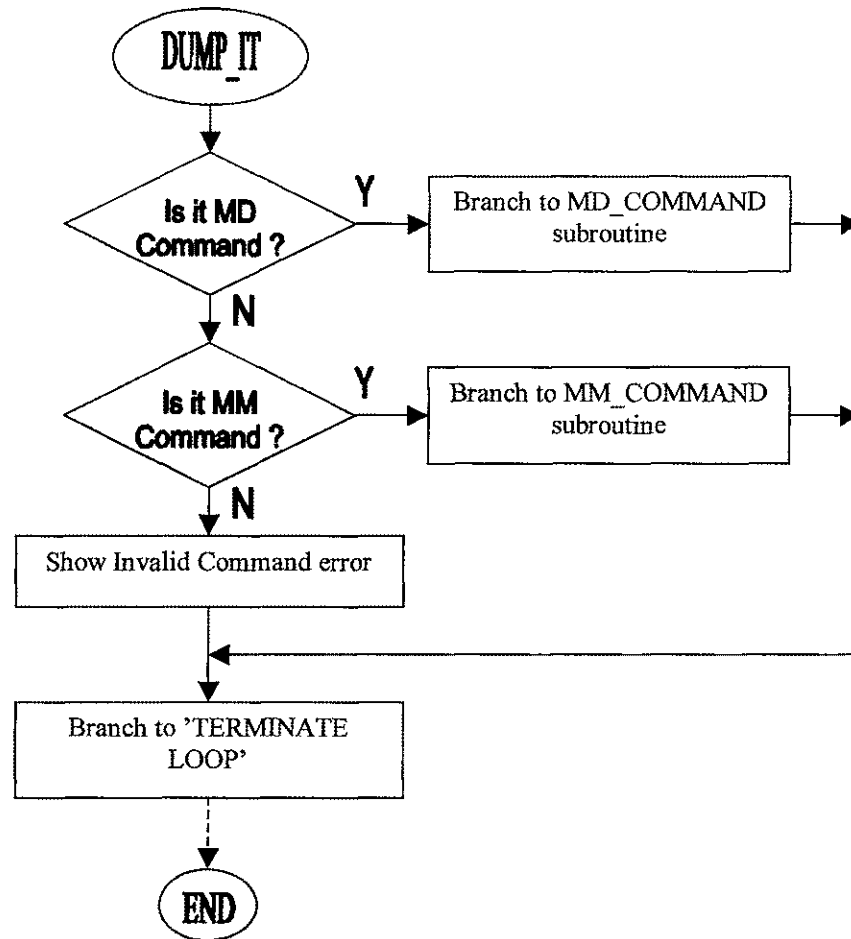 DUMP_IT
Is it MD
Command ?
Y
Branch to MD_COMMAND
subroutine
N
Is it MM
Command ?
Y
Branch to MM_COMMAND
subroutine
N
Show Invalid Command error
Branch to 'TERMINATE
LOOP'
END